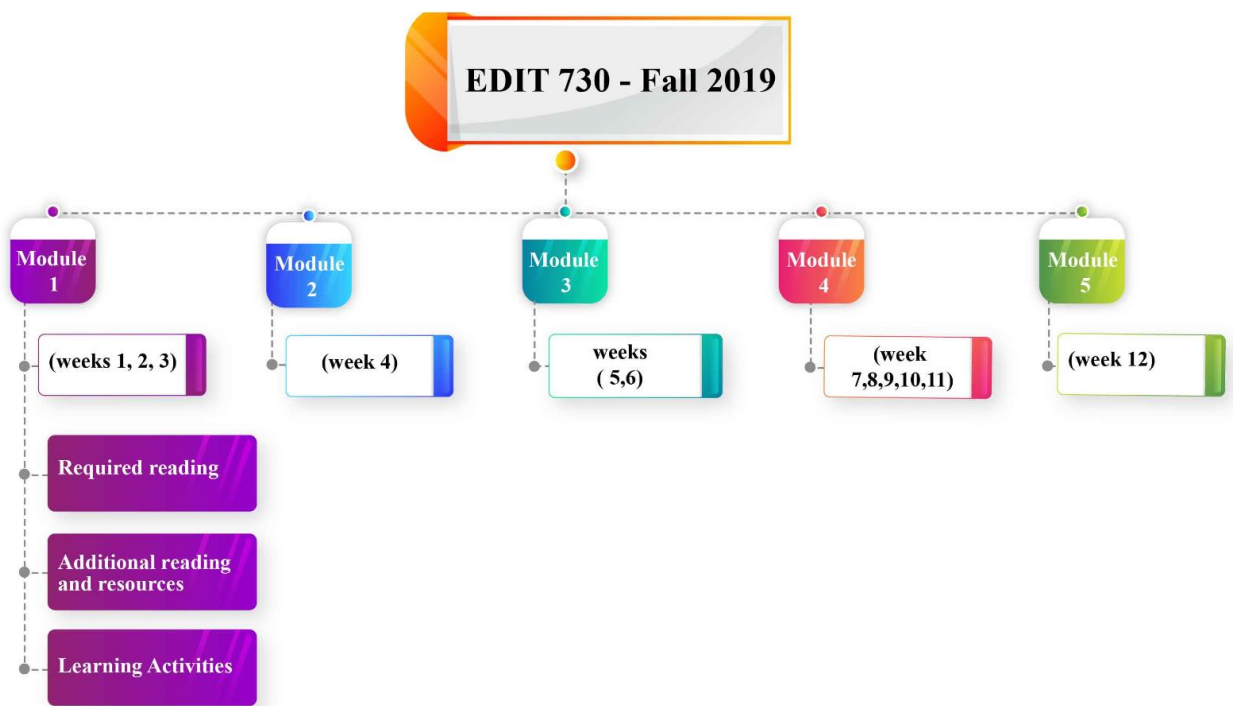 EDIT 730 - Fall 2019
Module
1
Module
2
Module
3
Module
4
Module
5
(weeks 1, 2, 3)
(week 4)
weeks
( 5,6)
(week
7,8,9,10,11)
(week 12)
Required reading
Additional reading
and resources
Learning Activities